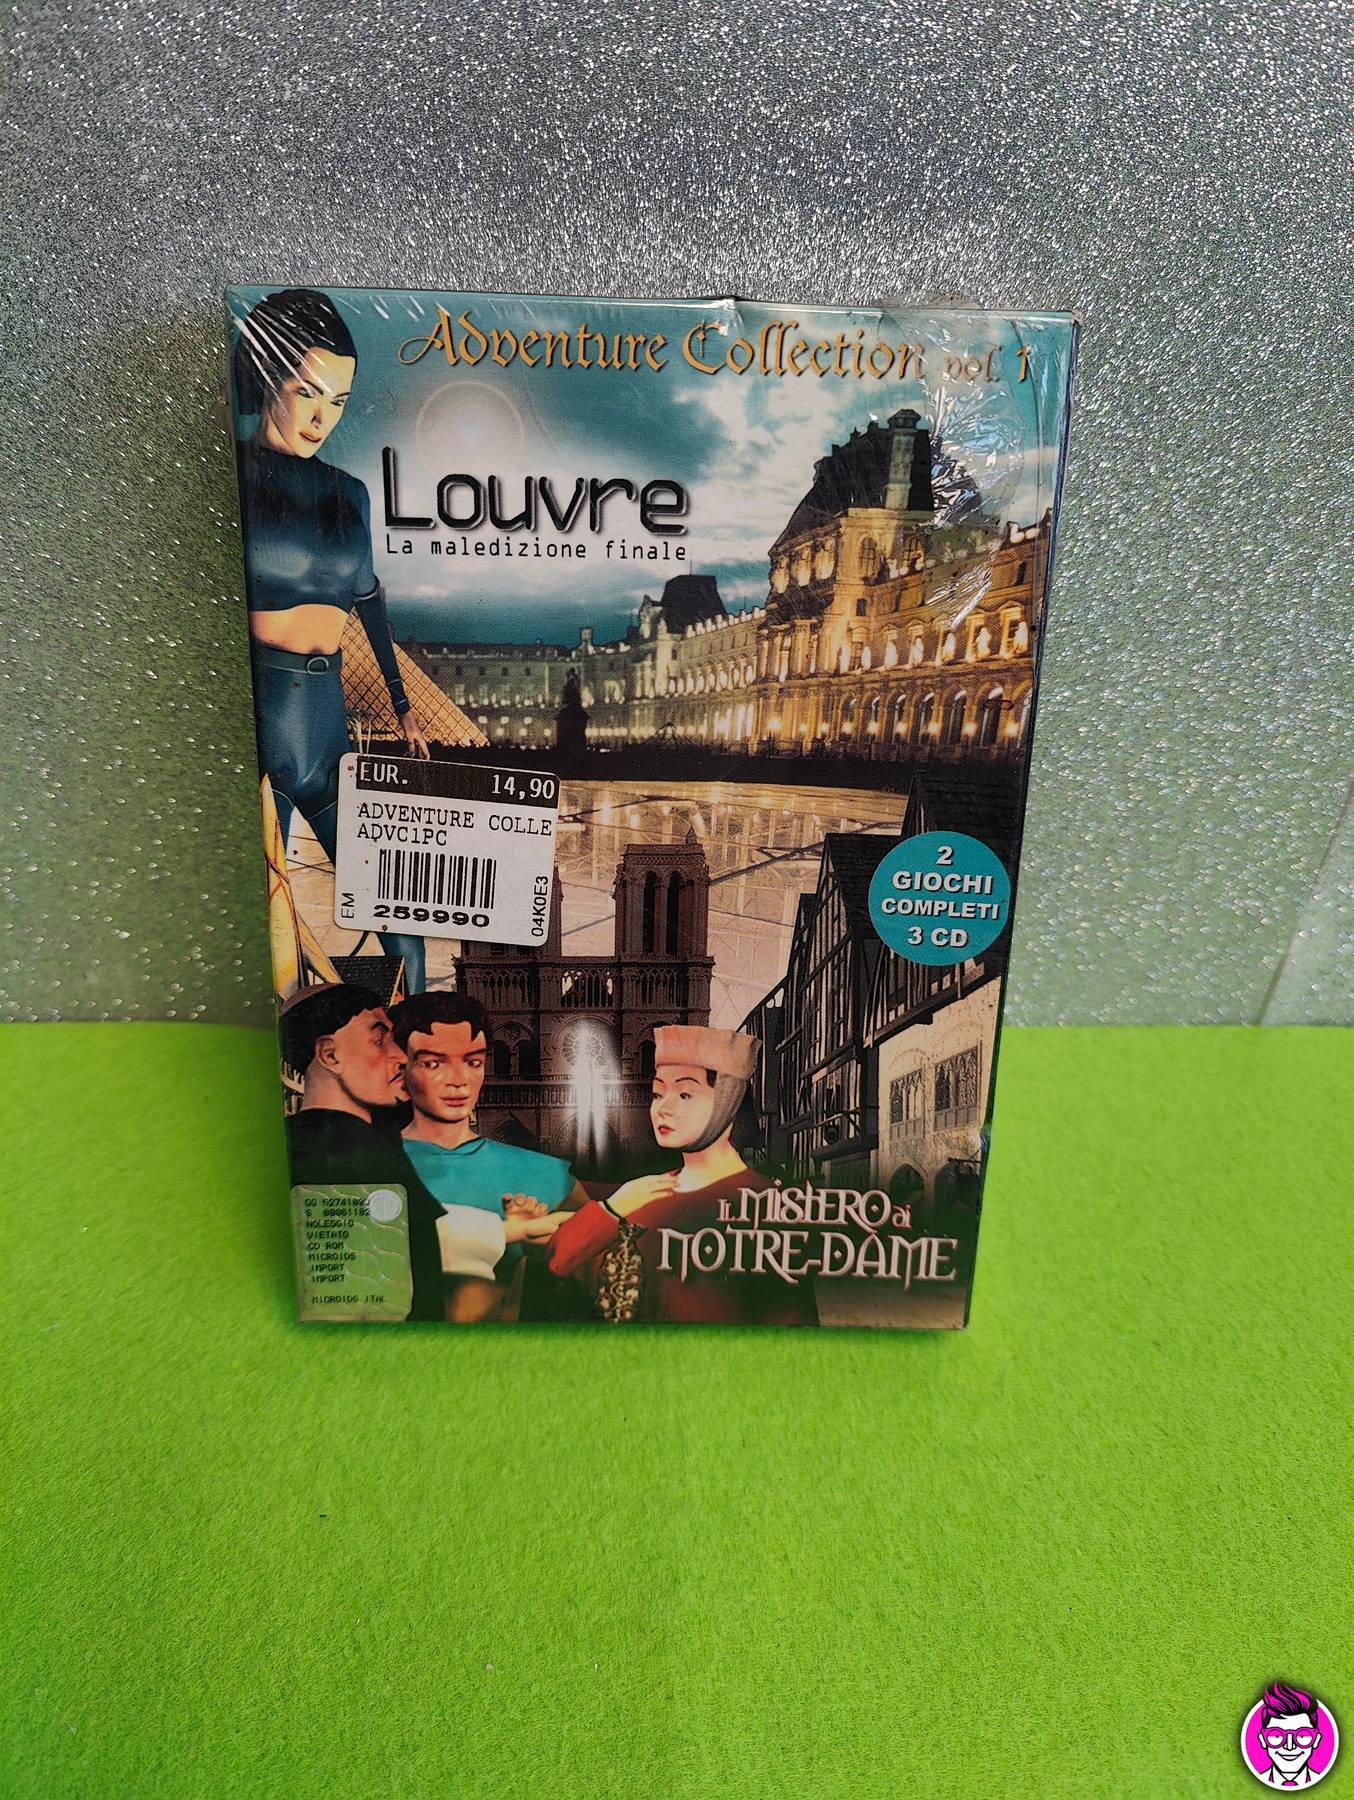 Adventure Collection vol. 1
Louvre
La maledizione finale
EUR. 14,90
ADVENTURE COLLE
ADVC1PC
EM
259990
04K0E3
2
GIOCHI
COMPLETI
3 CD
IL MISTERO di
NOTRE-DAME
NOLEGGIO
VIETATO
CD ROM
MICROIDS
IMPORT
IMPORT
MICROIDS ITAL